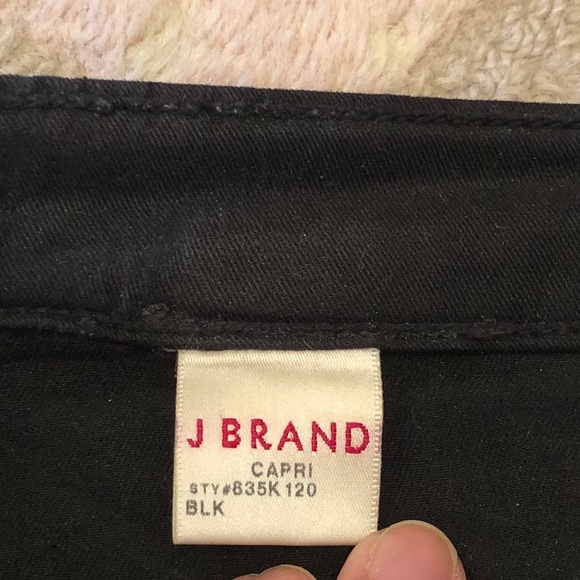 J BRAND
CAPRI
STY#835K120
BLK